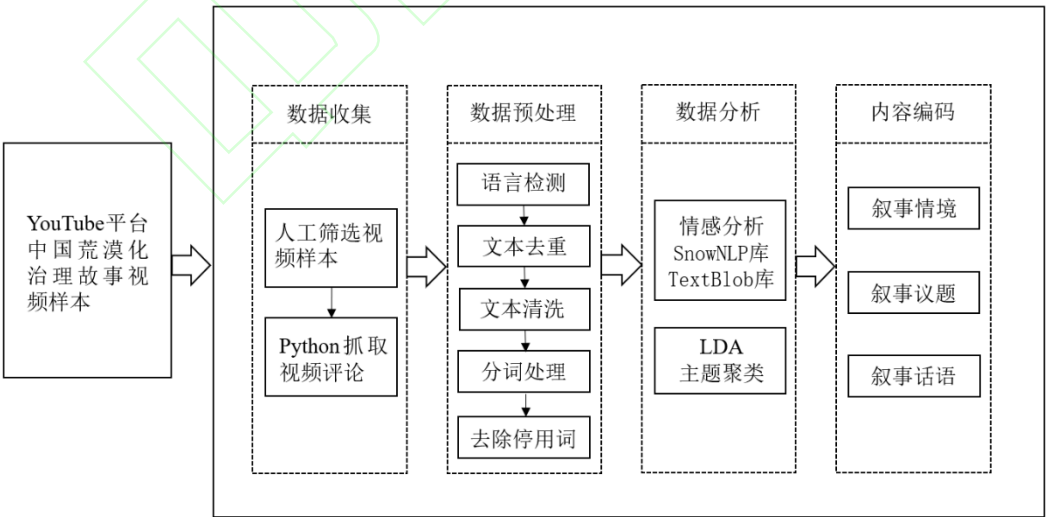 YouTube平台
中国荒漠化
治理故事视
频样本
数据收集
人工筛选视
频样本
Python抓取
视频评论
数据预处理
语言检测
文本去重
文本清洗
分词处理
去除停用词
数据分析
情感分析
SnowNLP库
TextBlob库
LDA
主题聚类
内容编码
叙事情境
叙事议题
叙事话语